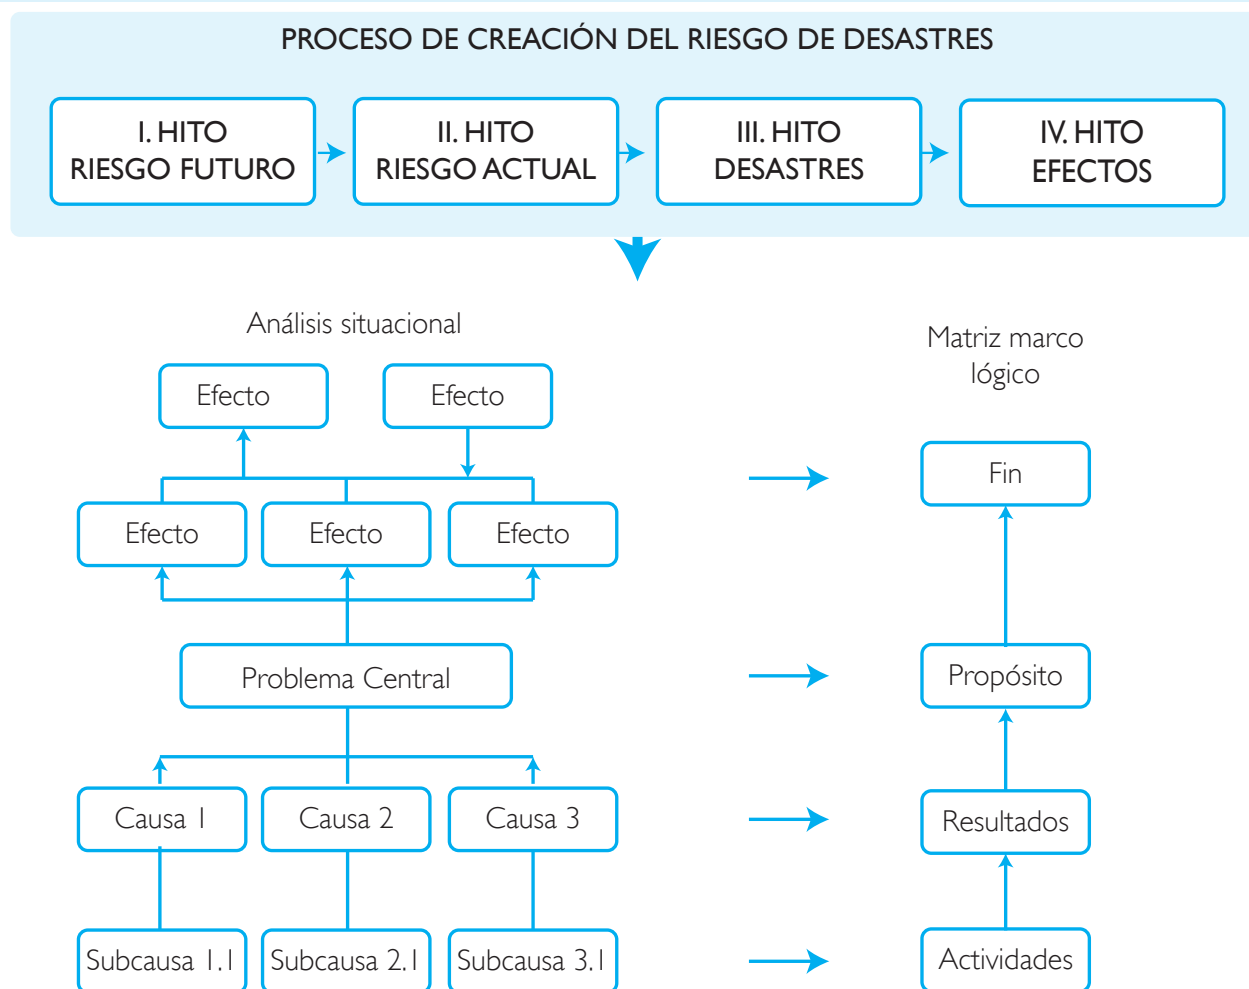 PROCESO DE CREACIÓN DEL RIESGO DE DESASTRES
I. HITO
RIESGO FUTURO
II. HITO
RIESGO ACTUAL
III. HITO
DESASTRES
IV. HITO
EFECTOS
Análisis situacional
Matriz marco
lógico
Efecto
Efecto
Fin
Efecto
Efecto
Efecto
Problema Central
Propósito
Causa 1
Causa 2
Causa 3
Resultados
Subcausa 1.1
Subcausa 2.1
Subcausa 3.1
Actividades